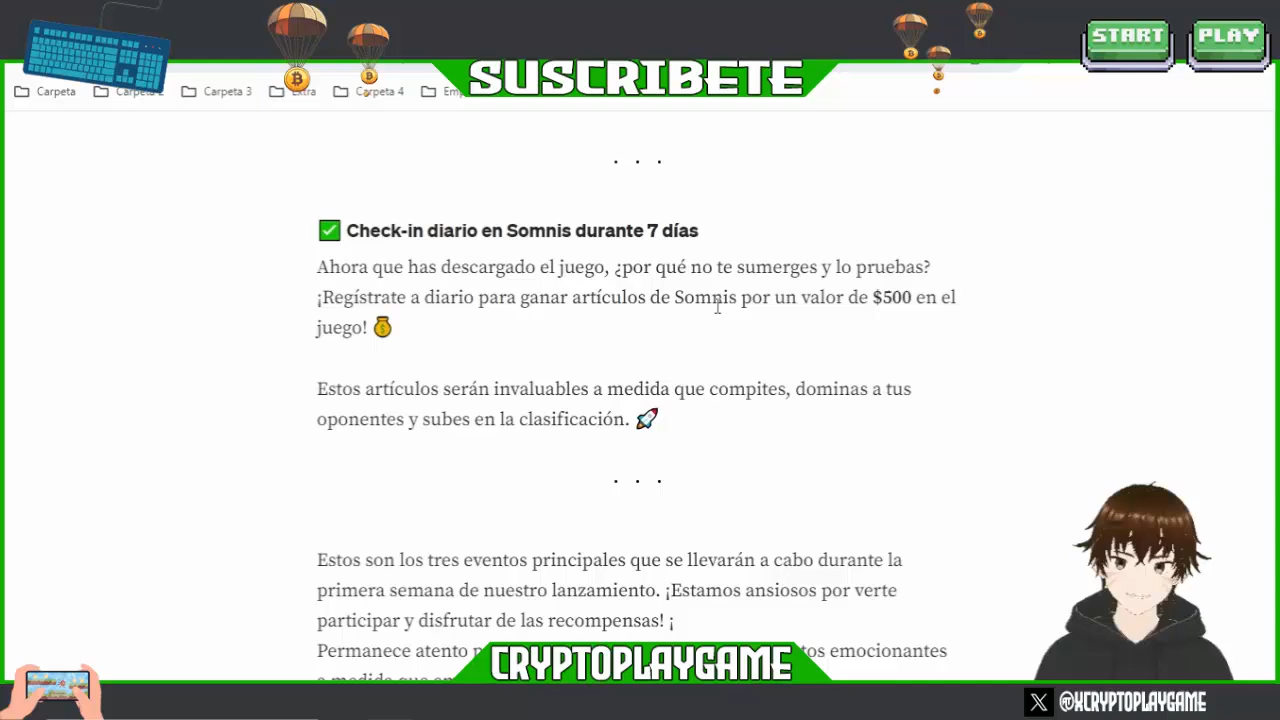 START PLAY
SUSCRIBETE
Carpeta Carpeta Extra Carpeta 3 Carpeta 4
. . .
✅ Check-in diario en Somnis durante 7 días
Ahora que has descargado el juego, ¿por qué no te sumerges y lo pruebas?
¡Regístrate a diario para ganar artículos de Somnis por un valor de $500 en el
juego! 💰
Estos artículos serán invaluables a medida que compites, dominas a tus
oponentes y subes en la clasificación. 🚀
. . .
Estos son los tres eventos principales que se llevarán a cabo durante la
primera semana de nuestro lanzamiento. ¡Estamos ansiosos por verte
participar y disfrutar de las recompensas! ¡
Permanece atento emocionantes
CRYPTOPLAYGAME
X @XCRYPTOPLAYGAME